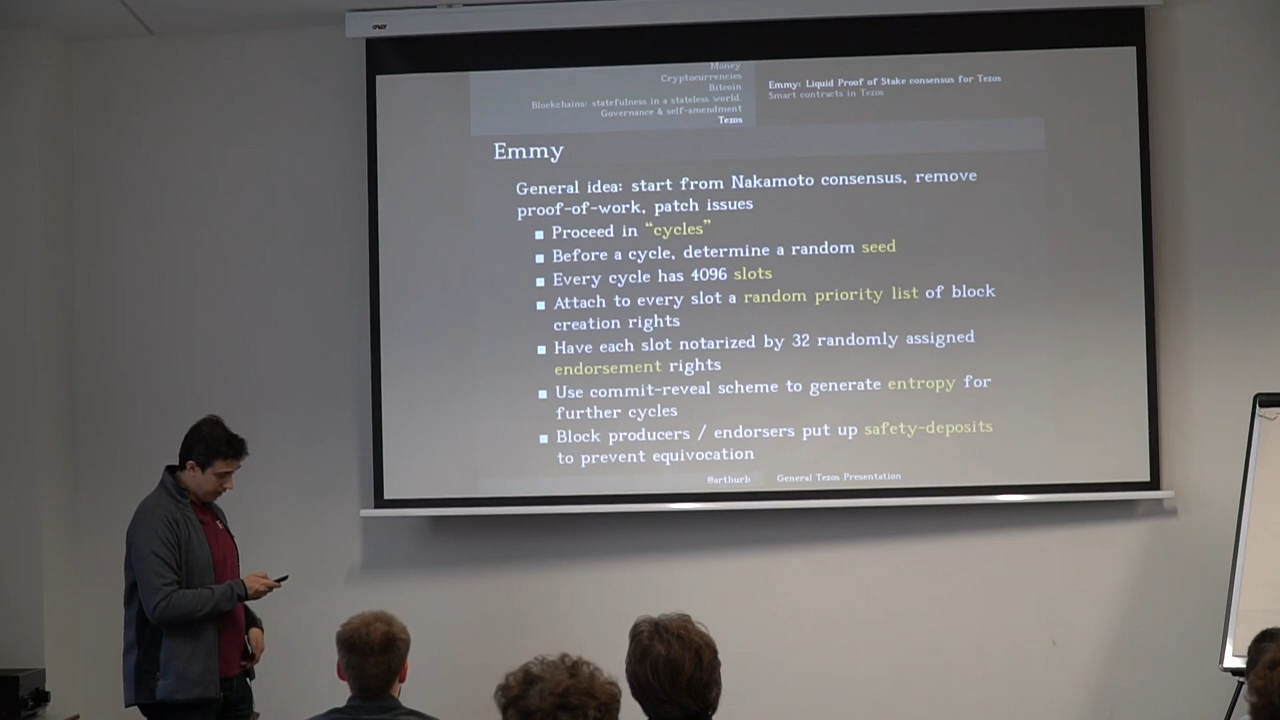 Money
Cryptocurrencies
Bitcoin
Blockchains: statefulness in a stateless world.
Governance & self-amendment
Tezos
Emmy: Liquid Proof of Stake consensus for Tezos
Smart contracts in Tezos
Emmy
General idea: start from Nakamoto consensus, remove
proof-of-work, patch issues
Proceed in “cycles”
Before a cycle, determine a random seed
Every cycle has 4096 slots
Attach to every slot a random priority list of block
creation rights
Have each slot notarized by 32 randomly assigned
endorsement rights
Use commit-reveal scheme to generate entropy for
further cycles
Block producers / endorsers put up safety-deposits
to prevent equivocation
@arthurb
General Tezos Presentation